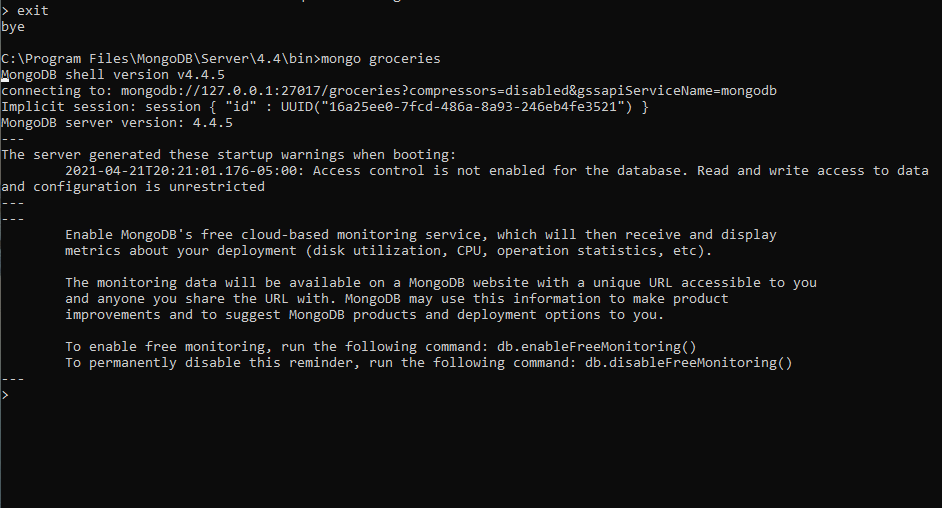 > exit
bye
C:\Program Files\MongoDB\Server\4.4\bin>mongo groceries
MongoDB shell version v4.4.5
connecting to: mongodb://127.0.0.1:27017/groceries?compressors=disabled&gssapiServiceName=mongodb
Implicit session: session { "id" : UUID("16a25ee0-7fcd-486a-8a93-246eb4fe3521") }
MongoDB server version: 4.4.5
---
The server generated these startup warnings when booting:
        2021-04-21T20:21:01.176-05:00: Access control is not enabled for the database. Read and write access to data
and configuration is unrestricted
---
---
        Enable MongoDB's free cloud-based monitoring service, which will then receive and display
        metrics about your deployment (disk utilization, CPU, operation statistics, etc).
        The monitoring data will be available on a MongoDB website with a unique URL accessible to you
        and anyone you share the URL with. MongoDB may use this information to make product
        improvements and to suggest MongoDB products and deployment options to you.
        To enable free monitoring, run the following command: db.enableFreeMonitoring()
        To permanently disable this reminder, run the following command: db.disableFreeMonitoring()
---
>